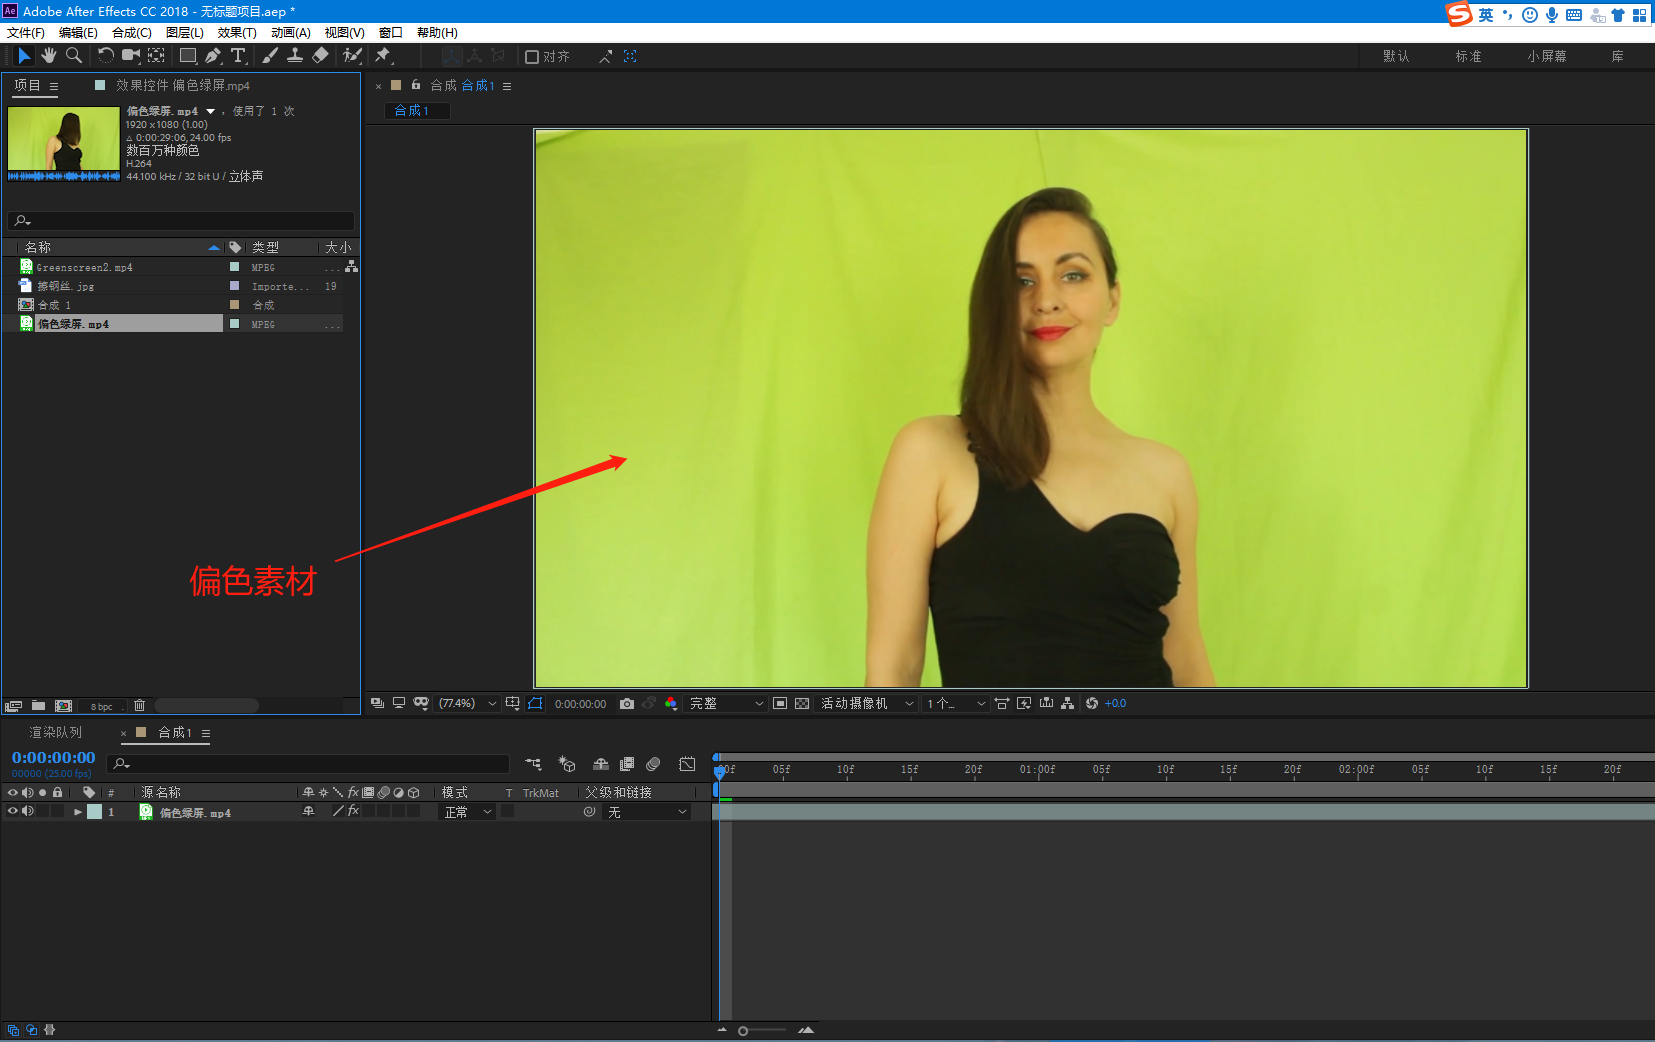 Ae Adobe After Effects CC 2018 - 无标题项目.aep *
英
文件(F) 编辑(E) 合成(C) 图层(L) 效果(T) 动画(A) 视图(V) 窗口 帮助(H)
对齐 默认 标准 小屏幕 库
项目 效果控件 偏色绿屏.mp4
合成 合成1
合成1
偏色绿屏.mp4 , 使用了 1 次
1920 x 1080 (1.00)
△ 0:00:29:06, 24.00 fps
数百万种颜色
H.264
44.100 kHz / 32 bit U / 立体声
名称 类型 大小
Greenscreen2.mp4 MPEG ...
擦钢丝.jpg Importe... 19
合成 1 合成
偏色绿屏.mp4 MPEG ...
偏色素材
8 bpc
(77.4%) 0:00:00:00 完整 活动摄像机 1个... +0.0
渲染队列 合成1
0:00:00:00
00000 (25.00 fps)
00f 05f 10f 15f 20f 01:00f 05f 10f 15f 20f 02:00f 05f 10f 15f 20f
# 源名称 fx 模式 T TrkMat 父级和链接
1 偏色绿屏.mp4 fx 正常 无